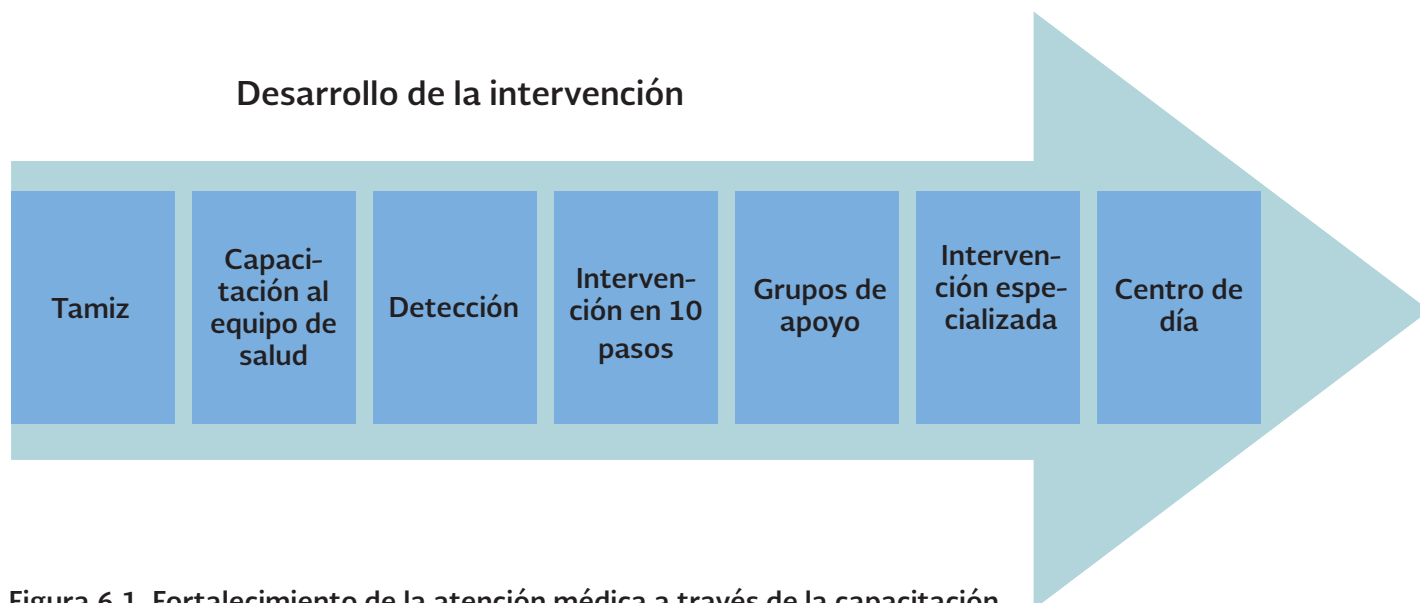 Desarrollo de la intervención
Tamiz
Capaci-
tación al
equipo de
salud
Detección
Interven-
ción en 10
pasos
Grupos de
apoyo
Interven-
ción espe-
cializada
Centro de
día
Figura 6.1. Fortalecimiento de la atención médica a través de la capacitación